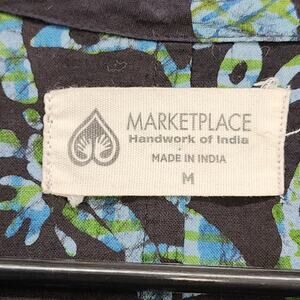 MARKETPLACE
Handwork of India
MADE IN INDIA
M